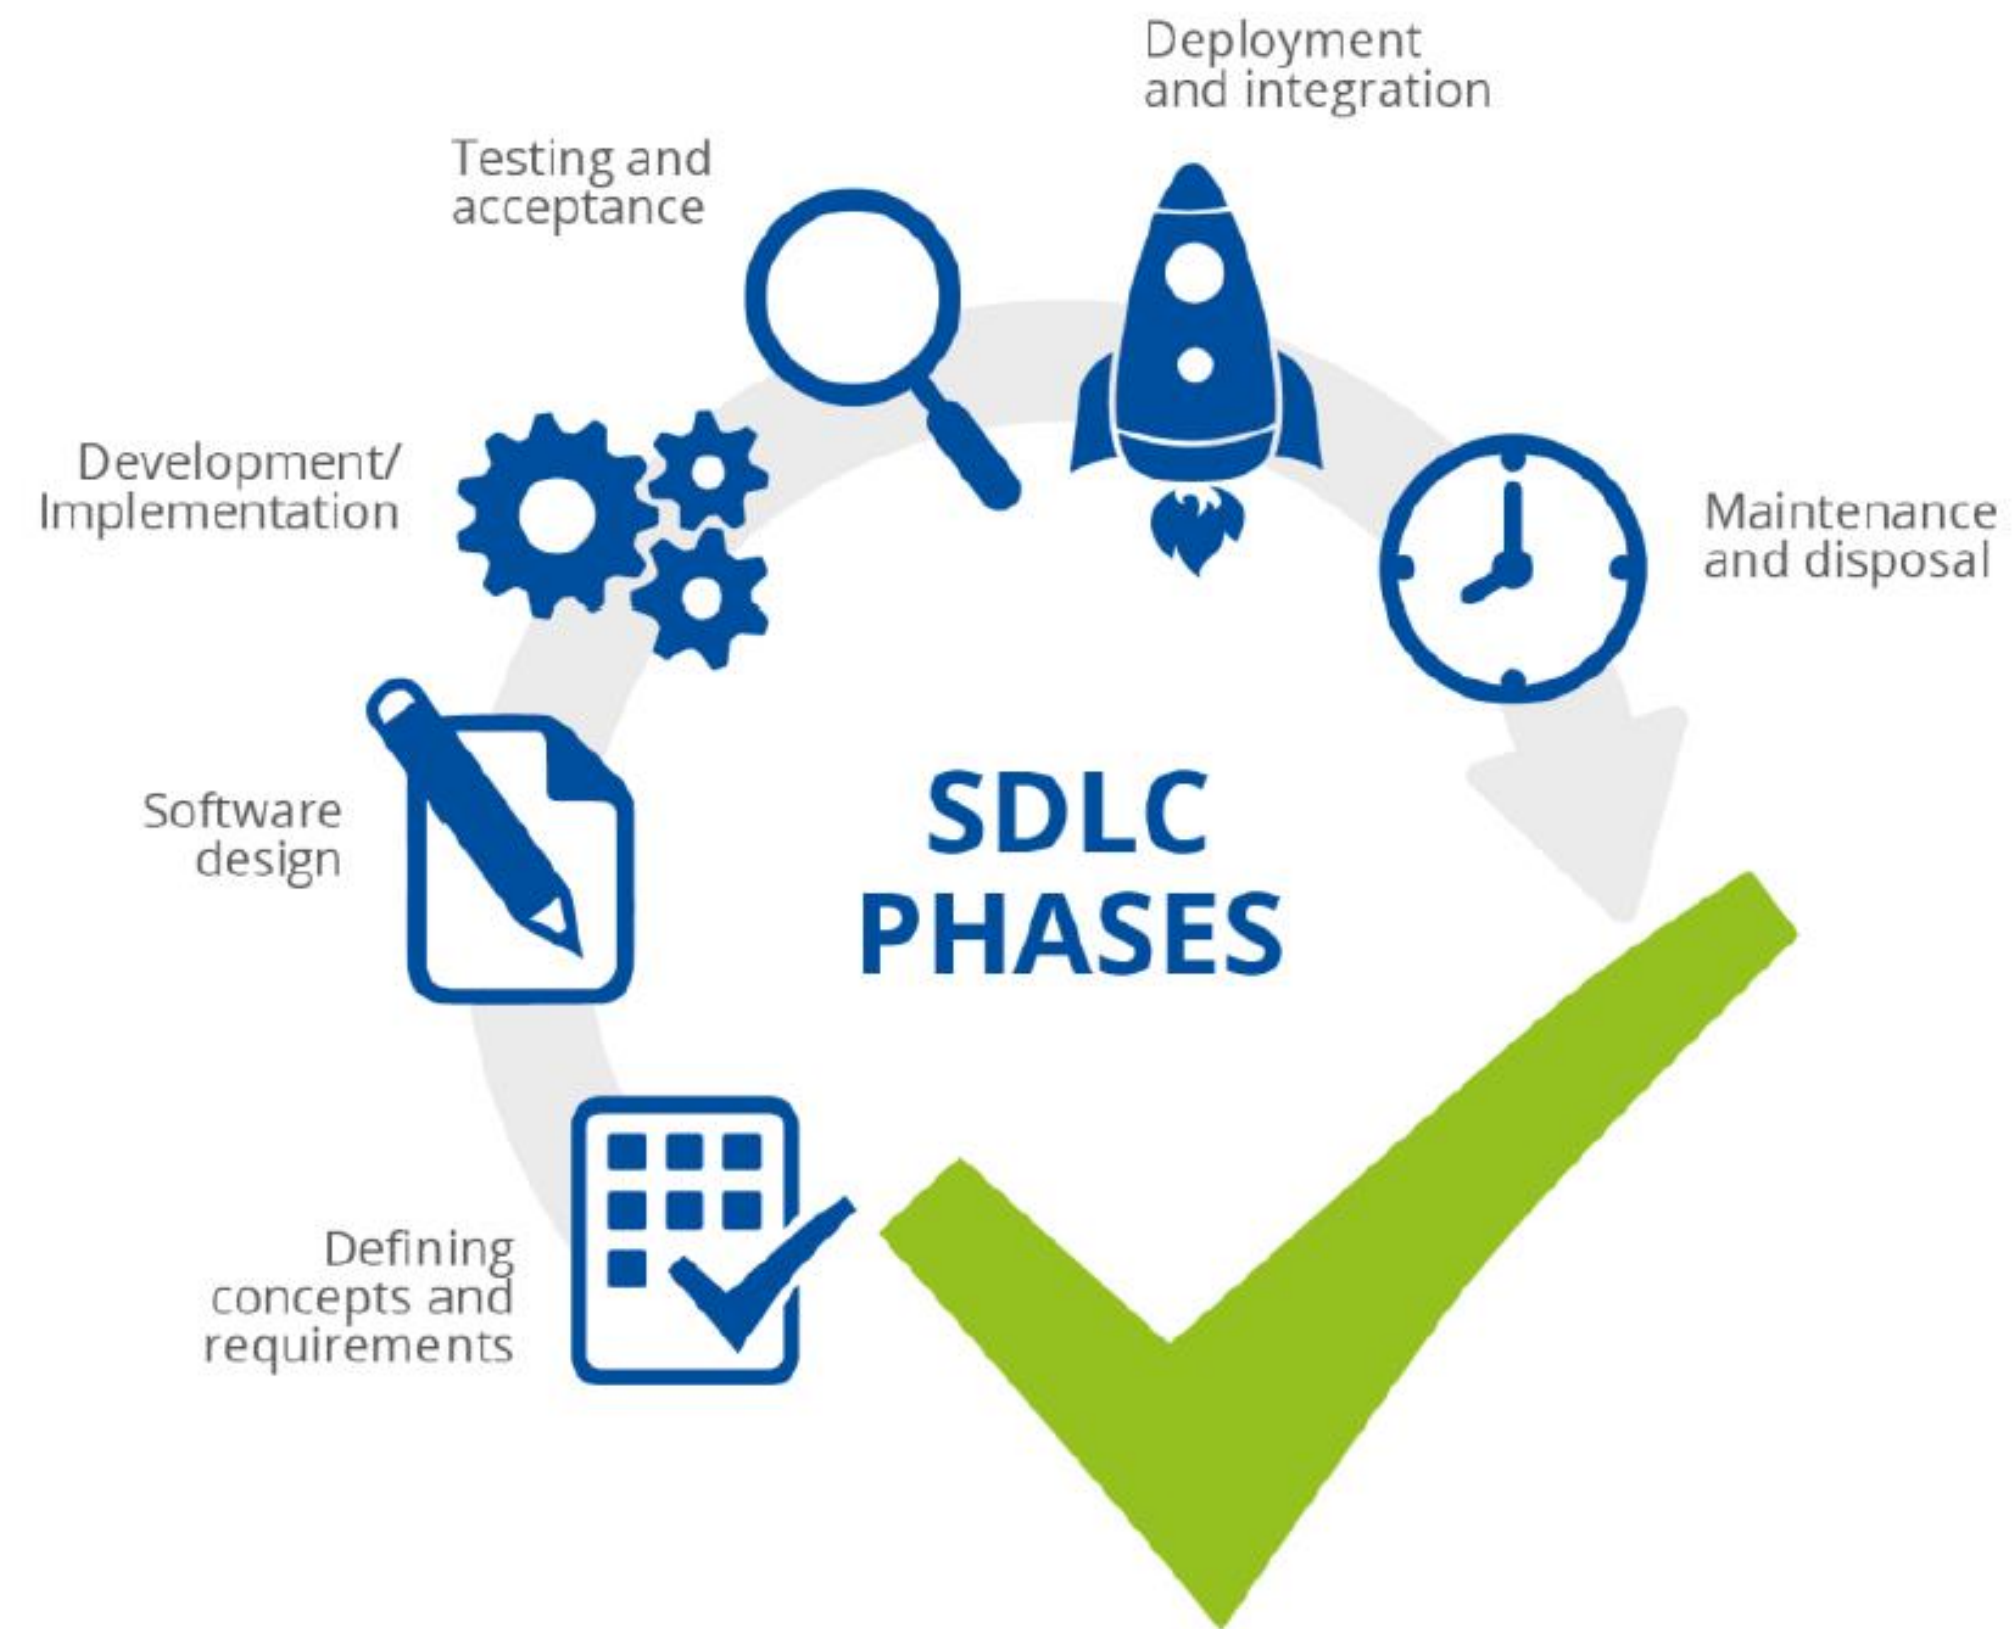 Deployment
and integration
Testing and
acceptance
Development/
Implementation
Maintenance
and disposal
Software
design
SDLC
PHASES
Defining
concepts and
requirements